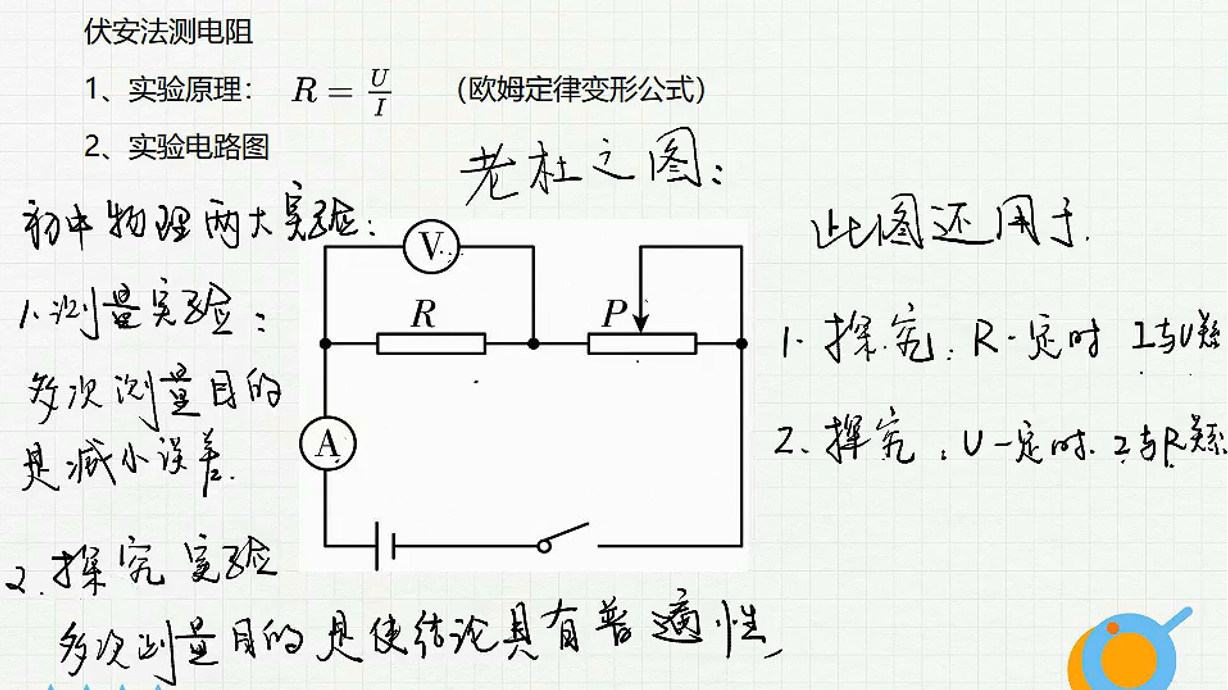 伏安法测电阻
1、实验原理： R = U/I （欧姆定律变形公式）
2、实验电路图
老杜之图：
初中物理两大实验：
1.测量实验：
多次测量目的
是减小误差.
2.探究实验
多次测量目的是使结论具有普适性
V
R
P
A
此图还用于.
1.探究：R一定时 I与U关系
2、探究：U一定时.I与R关系